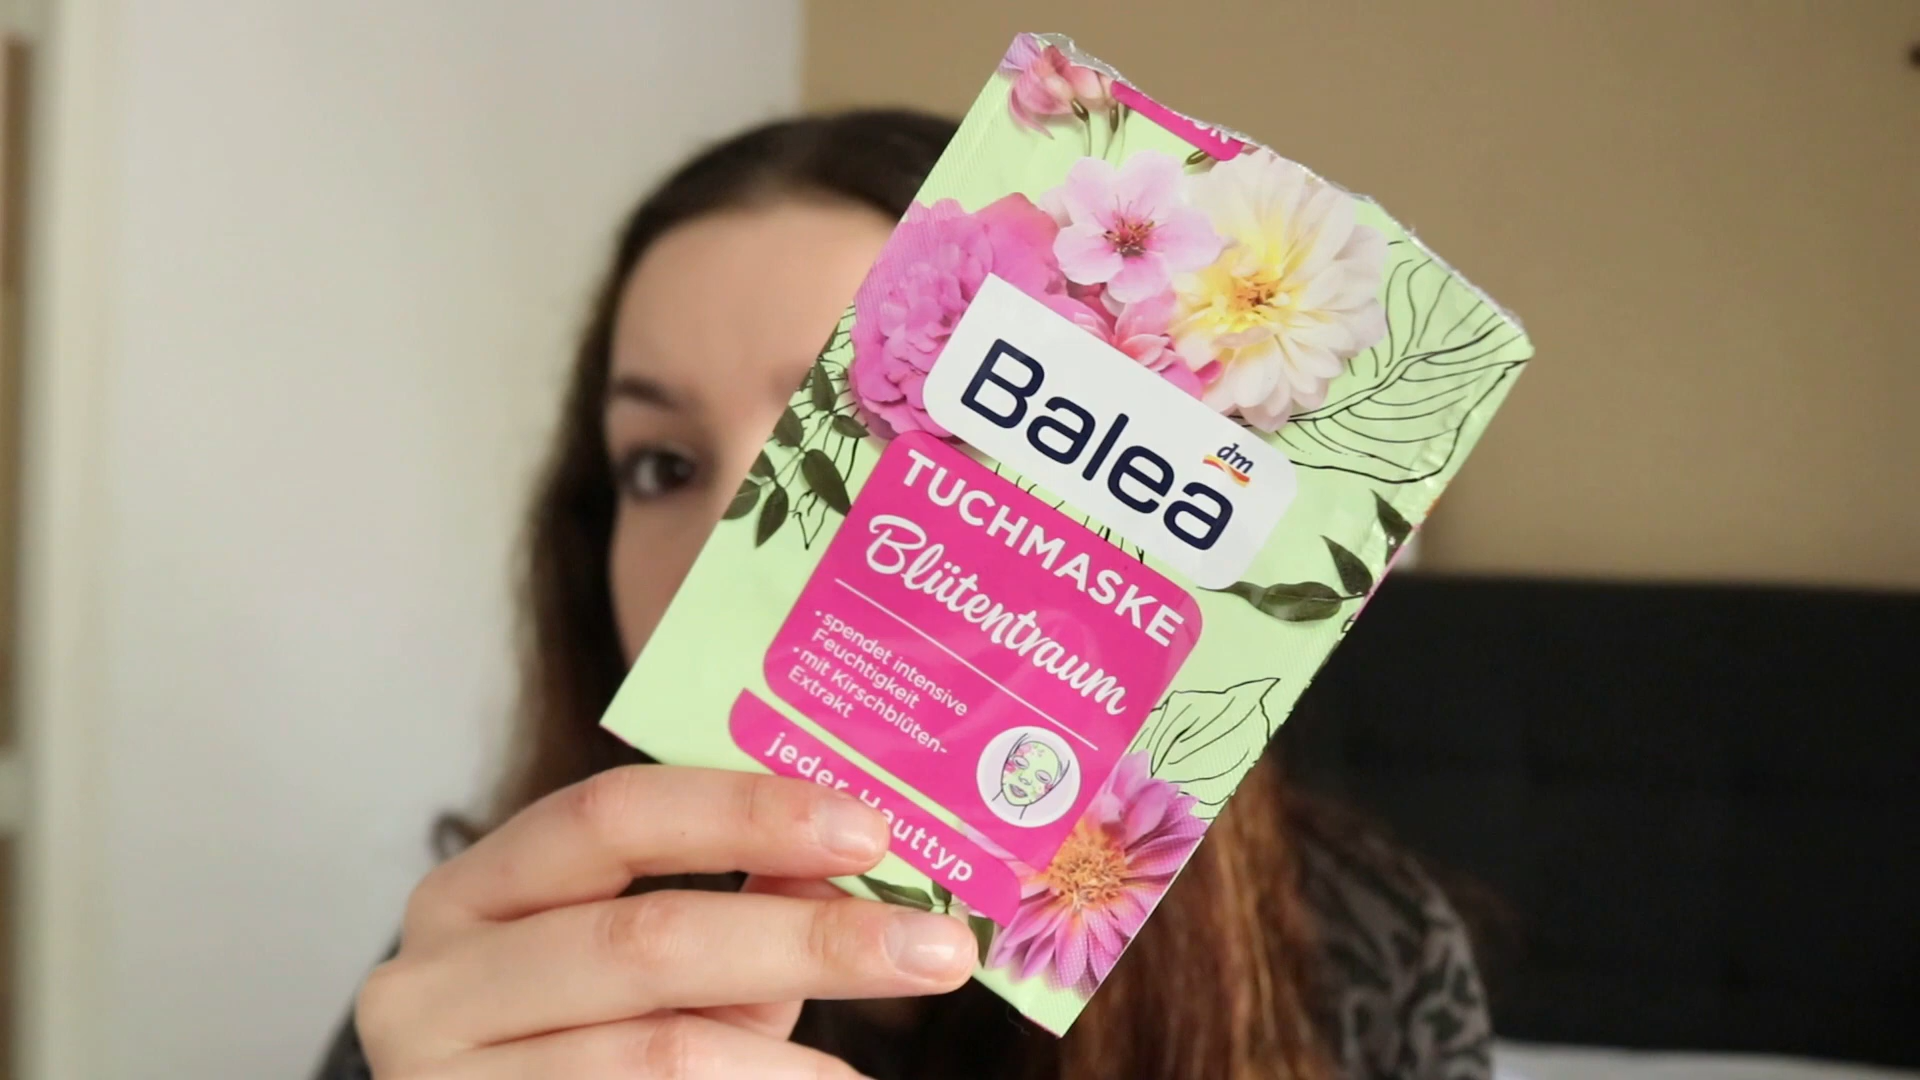 Balea
dm
TUCHMASKE
Blütentraum
• spendet intensive
Feuchtigkeit
• mit Kirschblüten-
Extrakt
jeder Hauttyp